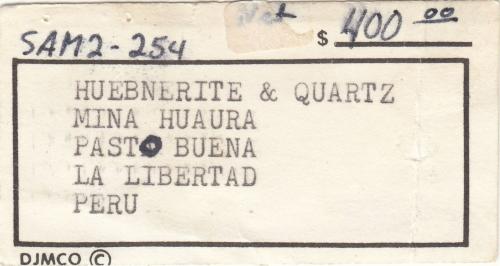 Net
$ 400 00
SAM2-254
HUEBNERITE & QUARTZ
MINA HUAURA
PASTO BUENA
LA LIBERTAD
PERU
DJMCO ©